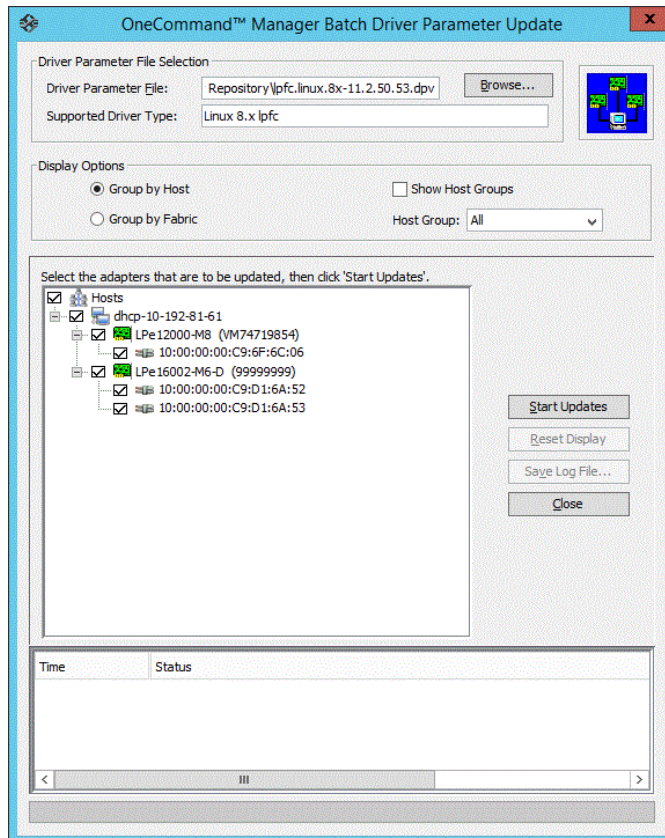 OneCommand™ Manager Batch Driver Parameter Update
x
Driver Parameter File Selection
Driver Parameter File: Repository\lpfc.linux.8x-11.2.50.53.dpv Browse...
Supported Driver Type: Linux 8.x lpfc
Display Options
Group by Host Show Host Groups
Group by Fabric Host Group: All
Select the adapters that are to be updated, then click 'Start Updates'.
Hosts
dhcp-10-192-81-61
LPe12000-M8 (VM74719854)
10:00:00:00:C9:6F:6C:06
LPe16002-M6-D (99999999)
10:00:00:00:C9:D1:6A:52
10:00:00:00:C9:D1:6A:53
Start Updates
Reset Display
Save Log File...
Close
Time Status